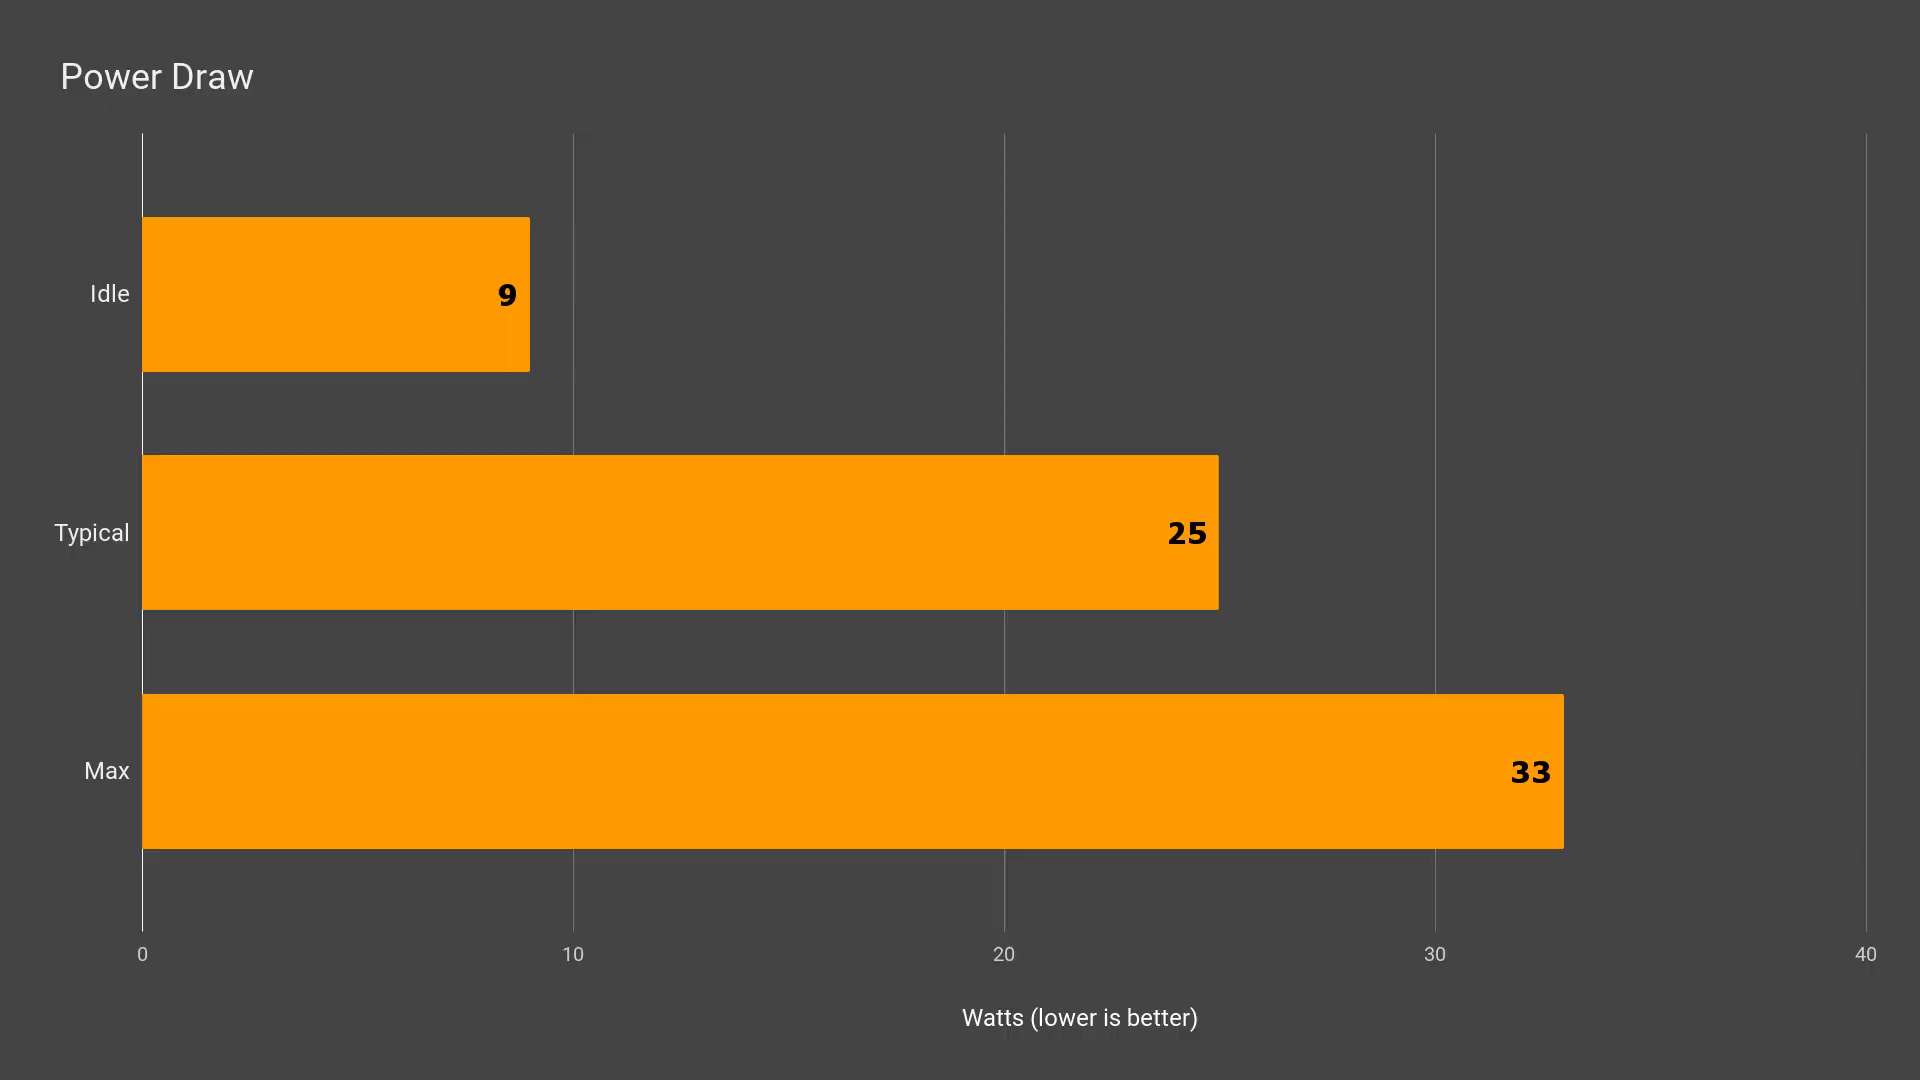 Power Draw
Idle
9
Typical
25
Max
33
0 10 20 30 40
Watts (lower is better)